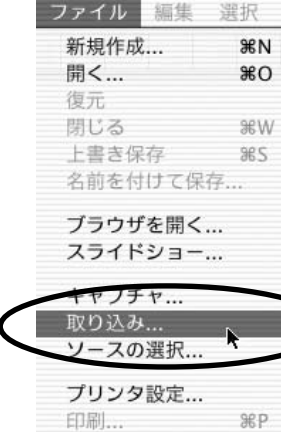 ファイル 編集 選択
新規作成... ⌘N
開く... ⌘O
復元
閉じる ⌘W
上書き保存 ⌘S
名前を付けて保存...
ブラウザを開く...
スライドショー...
キャプチャ...
取り込み...
ソースの選択...
プリンタ設定...
印刷... ⌘P